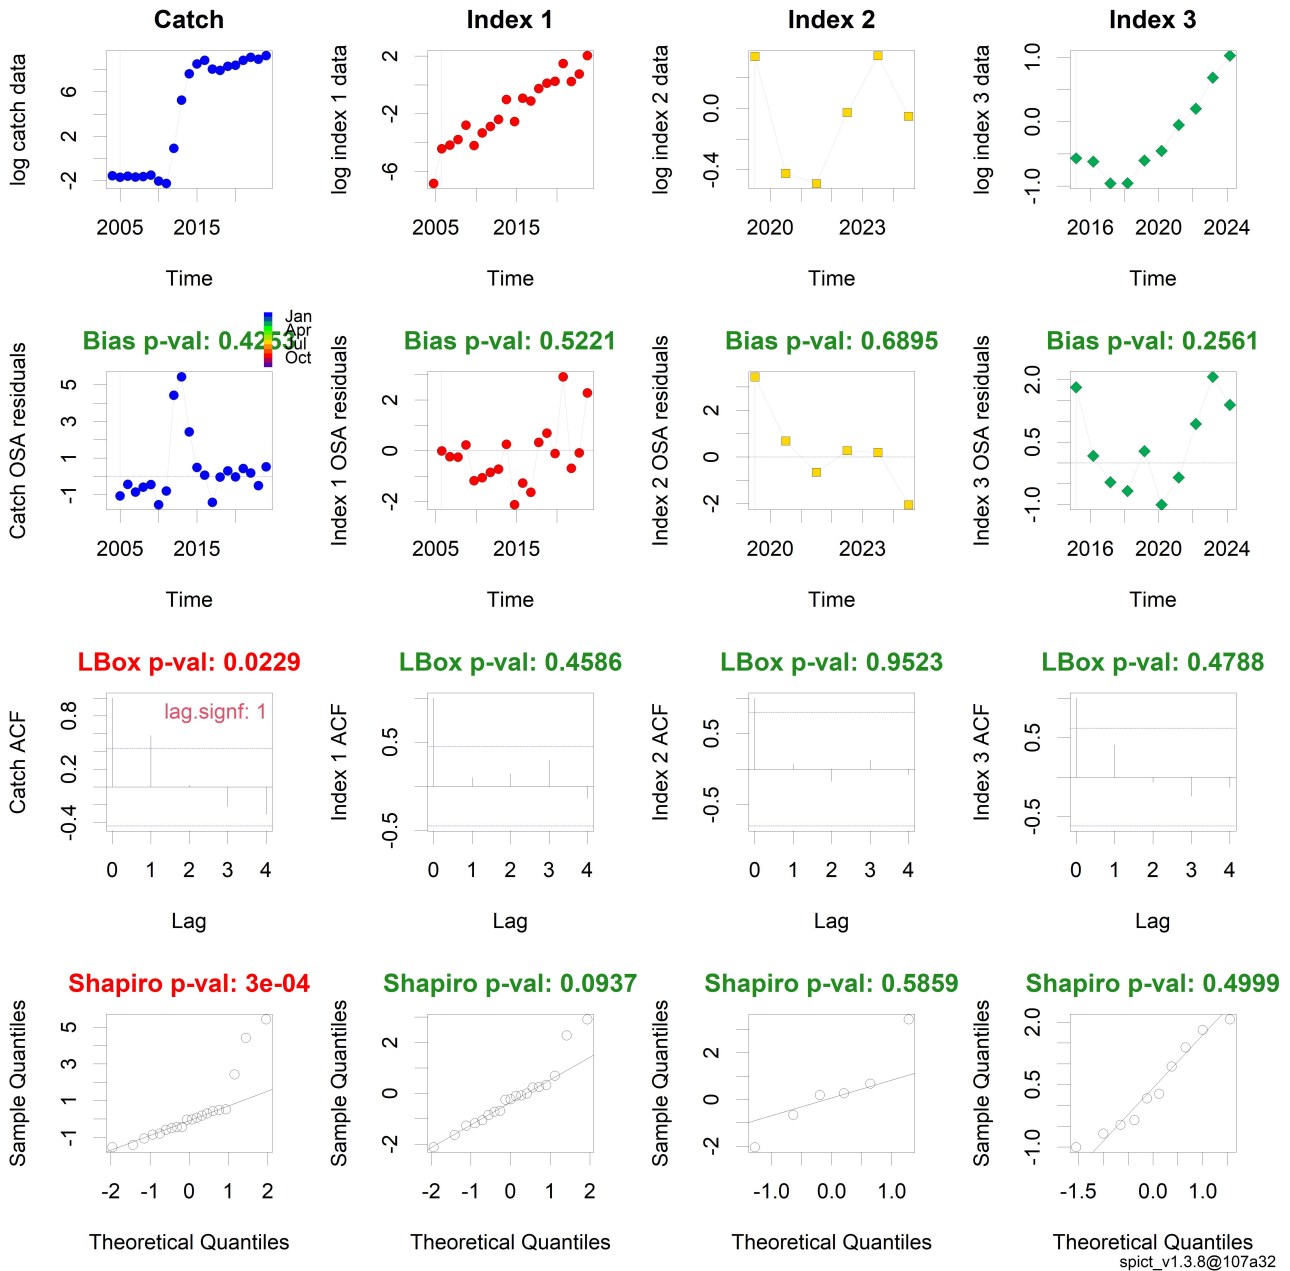 Catch Index 1 Index 2 Index 3
log catch data
-2 2 6
2005 2015
Time
log index 1 data
-6 -2 2
2005 2015
Time
log index 2 data
-0.4 0.0
2020 2023
Time
log index 3 data
-1.0 0.0 1.0
2016 2020 2024
Time
Jan
Apr
Jul
Oct
Bias p-val: 0.4253
Catch OSA residuals
-1 1 3 5
2005 2015
Time
Bias p-val: 0.5221
Index 1 OSA residuals
-2 0 2
2005 2015
Time
Bias p-val: 0.6895
Index 2 OSA residuals
-2 0 2
2020 2023
Time
Bias p-val: 0.2561
Index 3 OSA residuals
-1.0 0.5 2.0
2016 2020 2024
Time
LBox p-val: 0.0229
lag.signf: 1
Catch ACF
-0.4 0.2 0.8
0 1 2 3 4
Lag
LBox p-val: 0.4586
Index 1 ACF
-0.5 0.5
0 1 2 3 4
Lag
LBox p-val: 0.9523
Index 2 ACF
-0.5 0.5
0 1 2 3 4
Lag
LBox p-val: 0.4788
Index 3 ACF
-0.5 0.5
0 1 2 3 4
Lag
Shapiro p-val: 3e-04
Sample Quantiles
-1 1 3 5
-2 -1 0 1 2
Theoretical Quantiles
Shapiro p-val: 0.0937
Sample Quantiles
-2 0 2
-2 -1 0 1 2
Theoretical Quantiles
Shapiro p-val: 0.5859
Sample Quantiles
-2 0 2
-1.0 0.0 1.0
Theoretical Quantiles
Shapiro p-val: 0.4999
Sample Quantiles
-1.0 0.5 2.0
-1.5 0.0 1.0
Theoretical Quantiles
spict_v1.3.8@107a32